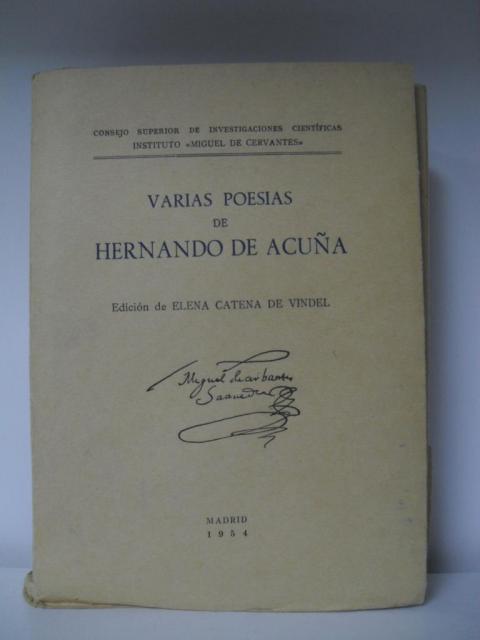 CONSEJO SUPERIOR DE INVESTIGACIONES CIENTÍFICAS
INSTITUTO «MIGUEL DE CERVANTES»
VARIAS POESIAS
DE
HERNANDO DE ACUÑA
Edición de ELENA CATENA DE VINDEL
Miguel de Cerbantes
Saavedra
MADRID
1954